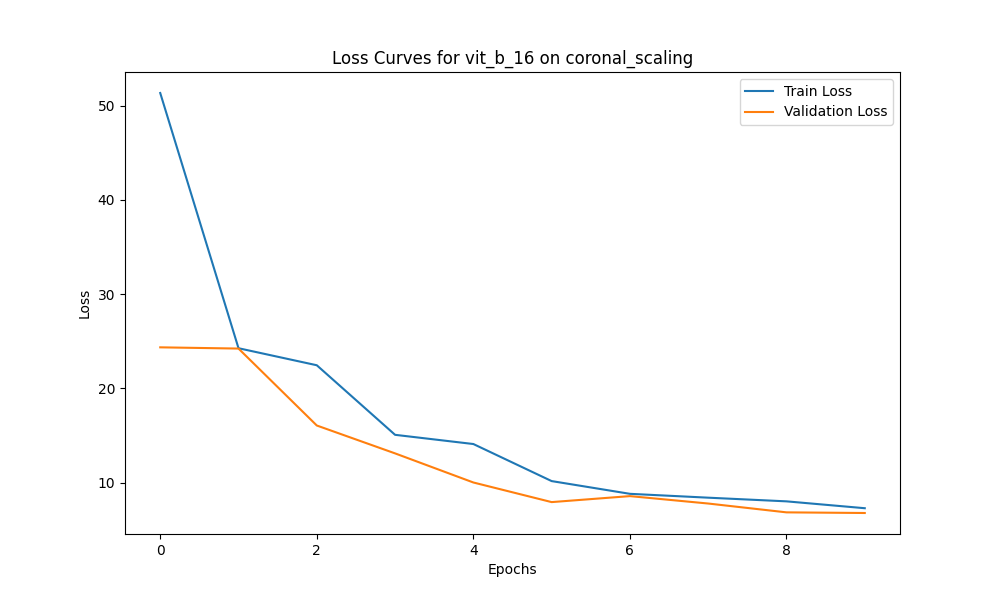 Loss Curves for vit_b_16 on coronal_scaling
Train Loss
Validation Loss
50
40
30
20
10
Loss
0 2 4 6 8
Epochs